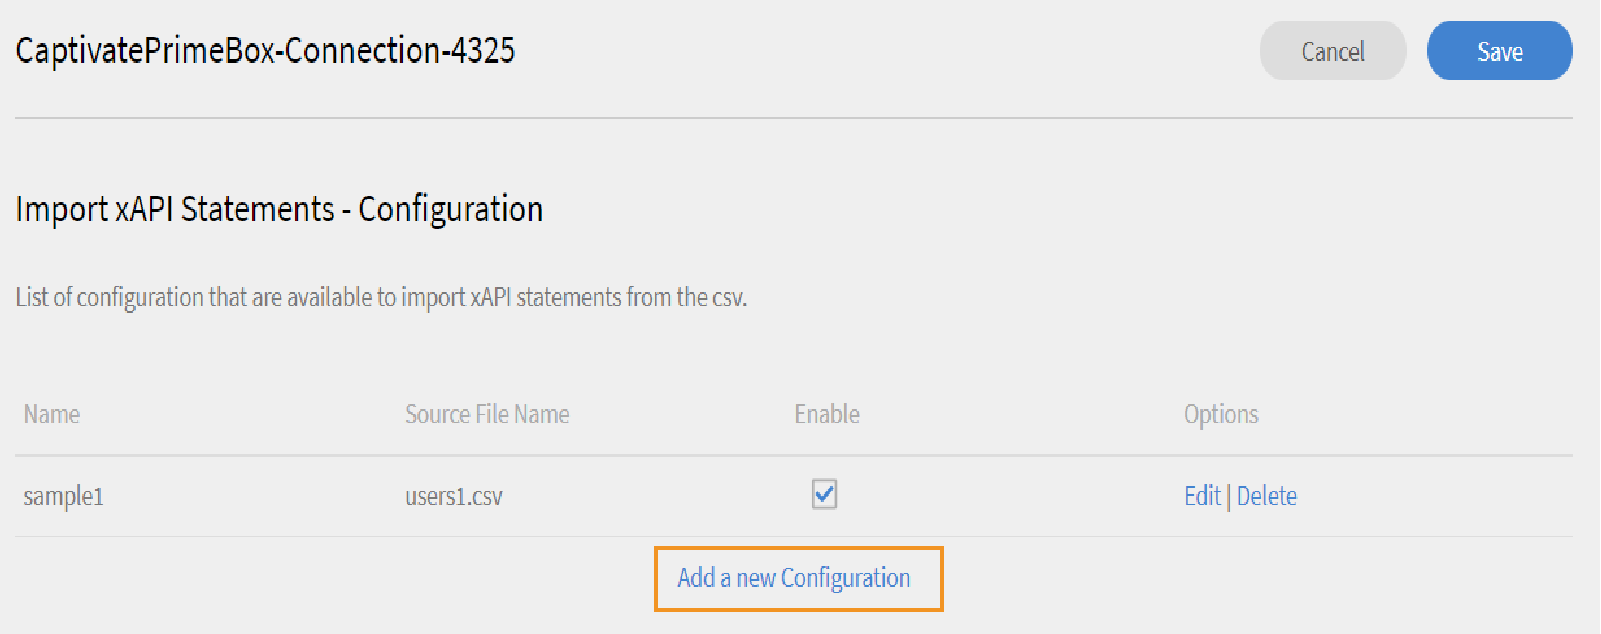 CaptivatePrimeBox-Connection-4325
Cancel
Save
Import xAPI Statements - Configuration
List of configuration that are available to import xAPI statements from the csv.
Name Source File Name Enable Options
sample1 users1.csv Edit | Delete
Add a new Configuration